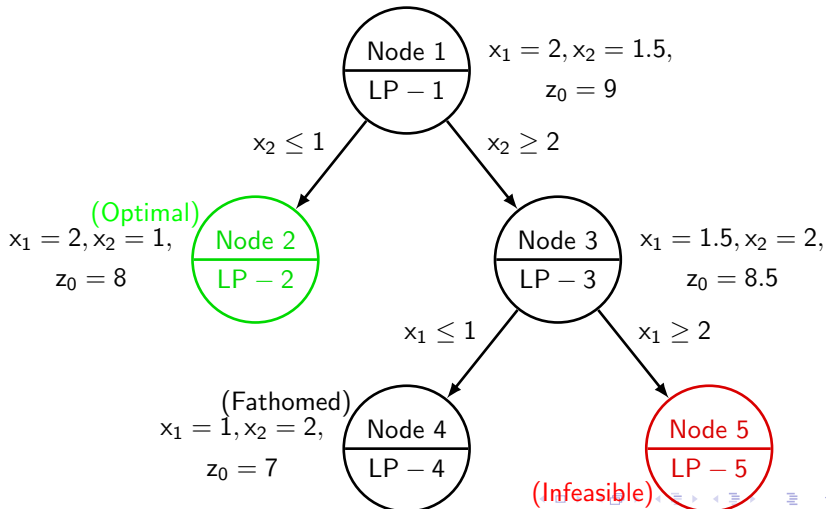 Node 1
LP − 1
x₁ = 2, x₂ = 1.5,
z₀ = 9
x₂ ≤ 1
x₂ ≥ 2
(Optimal)
x₁ = 2, x₂ = 1,
z₀ = 8
Node 2
LP − 2
Node 3
LP − 3
x₁ = 1.5, x₂ = 2,
z₀ = 8.5
x₁ ≤ 1
x₁ ≥ 2
(Fathomed)
x₁ = 1, x₂ = 2,
z₀ = 7
Node 4
LP − 4
Node 5
LP − 5
(Infeasible)